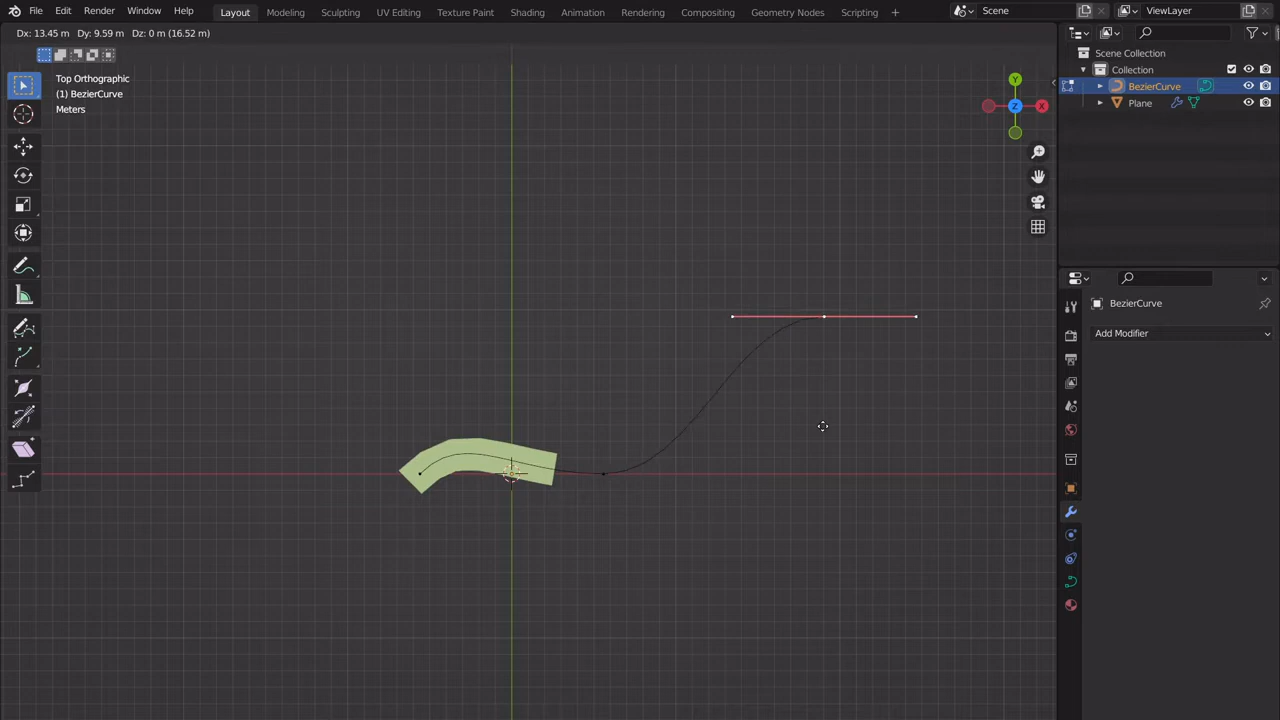 File Edit Render Window Help Layout Modeling Sculpting UV Editing Texture Paint Shading Animation Rendering Compositing Geometry Nodes Scripting + Scene ViewLayer
Dx: 13.45 m Dy: 9.59 m Dz: 0 m (16.52 m)
Top Orthographic
(1) BezierCurve
Meters
Y
Z
X
Scene Collection
Collection
BezierCurve
Plane
BezierCurve
Add Modifier